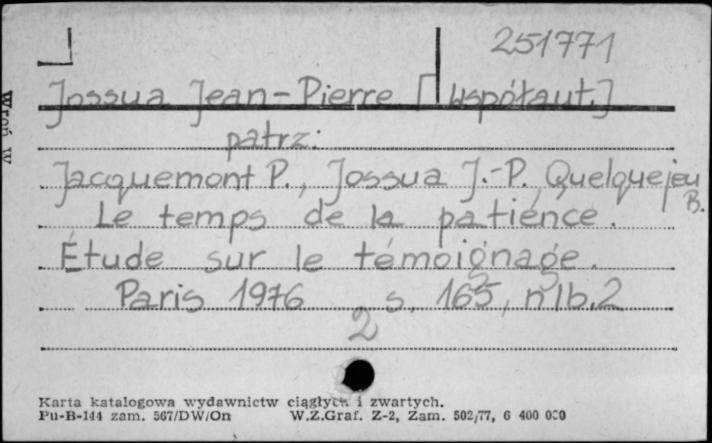 251771
Jossua Jean-Pierre [Współaut.]
patrz:
Jacquemont P., Jossua J.-P., Quelquejeu B.
Le temps de la patience.
Étude sur le témoignage.
Paris 1976 s. 165, nlb. 2
2
Karta katalogowa wydawnictw ciągłych i zwartych.
Pu-B-144 zam. 567/DW/On W.Z.Graf. Z-2, Zam. 502/77, 6 400 000